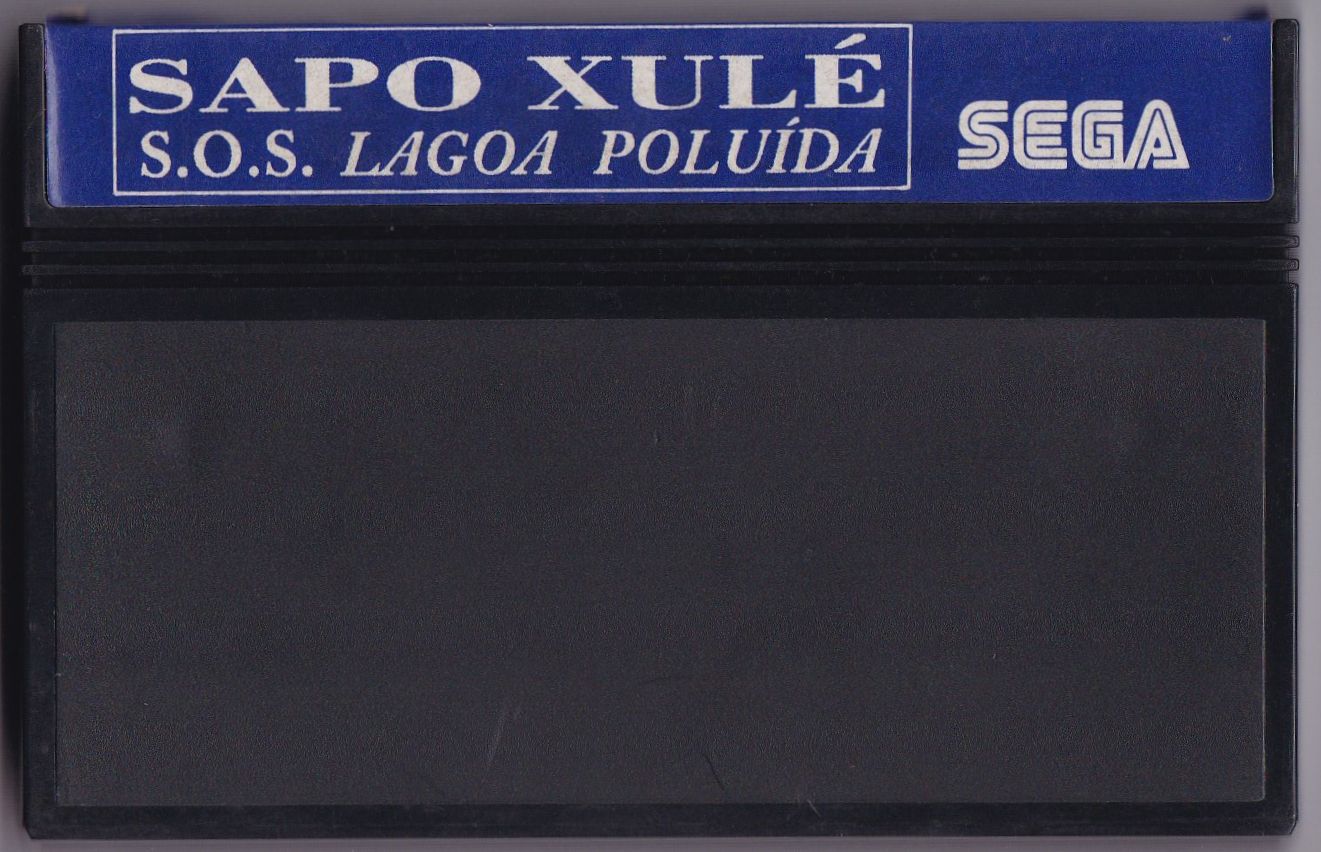 SAPO XULÉ
S.O.S. LAGOA POLUÍDA
SEGA